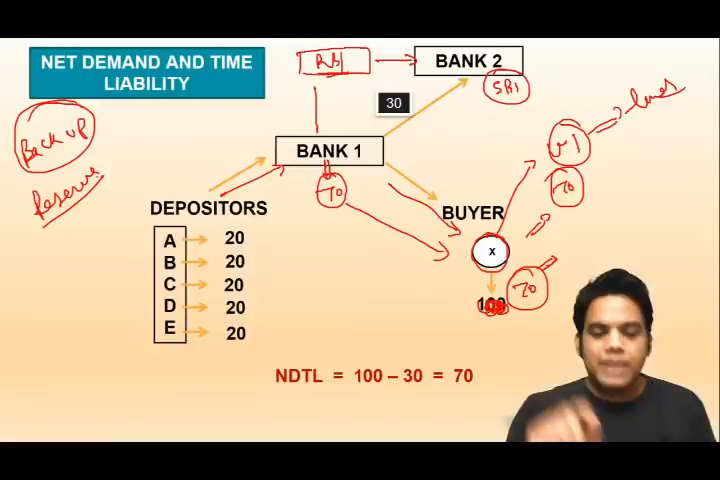 NET DEMAND AND TIME
LIABILITY
RBI
BANK 2
SBI
30
Back up
Reserve
BANK 1
70
DEPOSITORS
BUYER
70
A 20
B 20
C 20
D 20
E 20
x
70
NDTL = 100 – 30 = 70